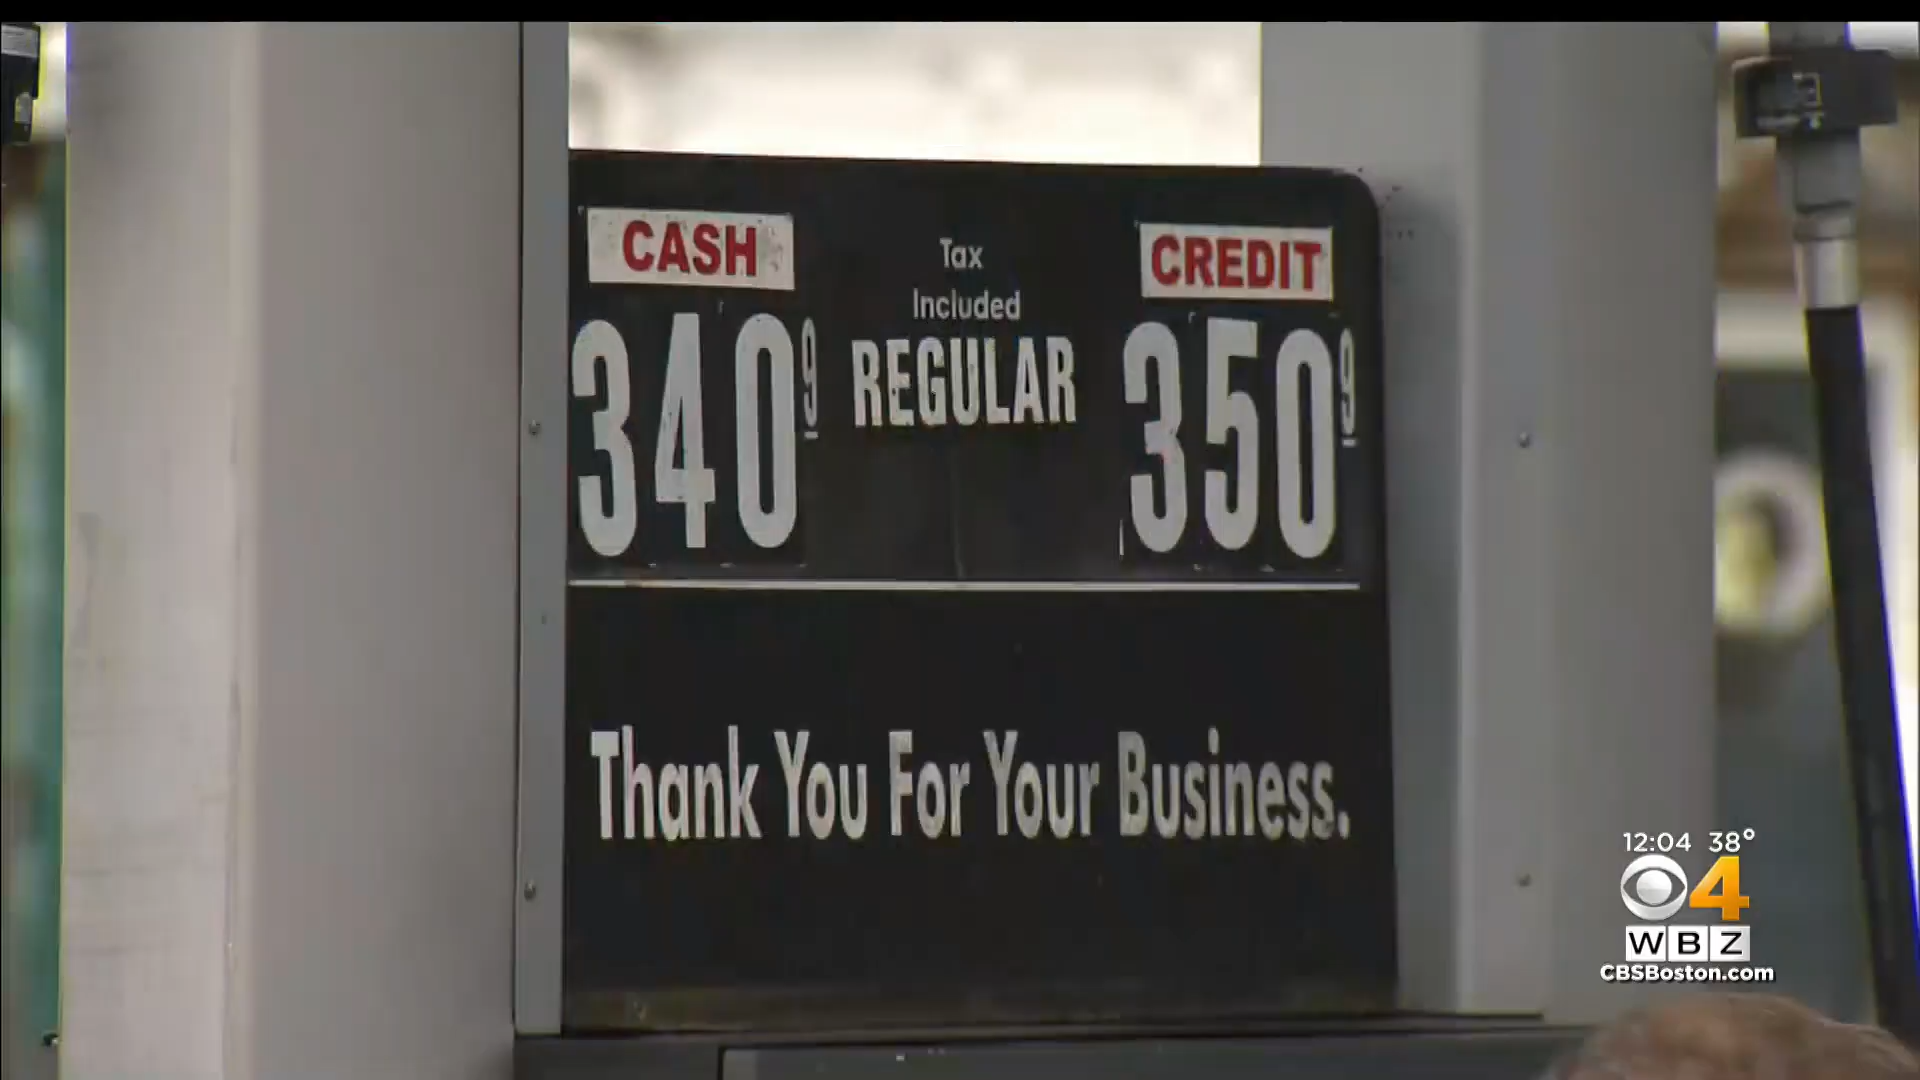 CASH
Tax
Included
CREDIT
340 9
REGULAR
350 9
Thank You For Your Business.
12:04 38°
4
WBZ
CBSBoston.com